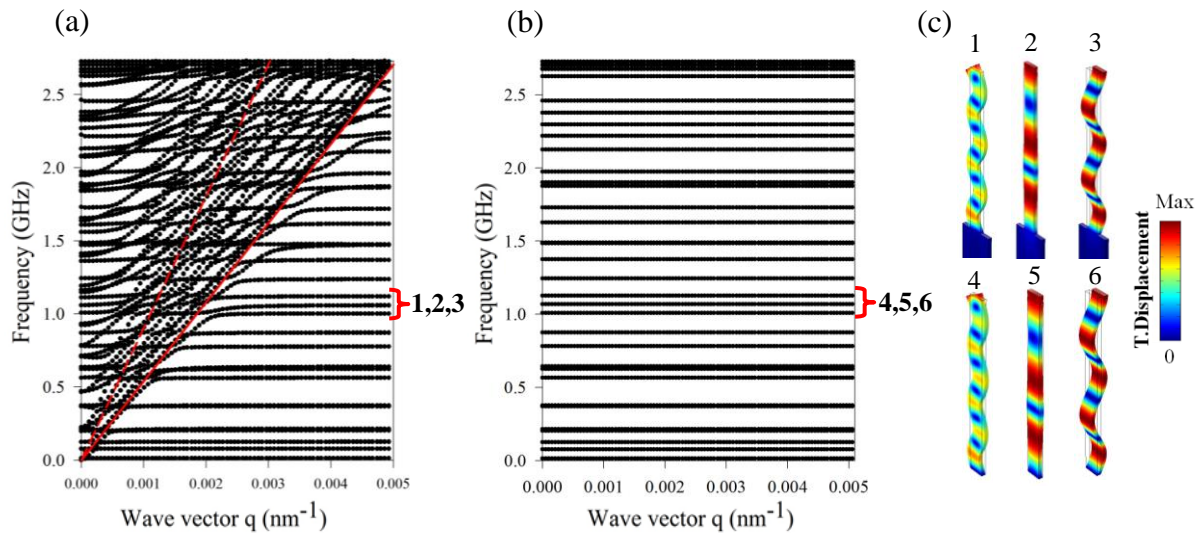 (a)
(b)
(c)
2.5
2.0
1.5
1.0
0.5
0.0
Frequency (GHz)
0.000 0.001 0.002 0.003 0.004 0.005
Wave vector q (nm⁻¹)
1,2,3
2.5
2.0
1.5
1.0
0.5
0.0
Frequency (GHz)
0.000 0.001 0.002 0.003 0.004 0.005
Wave vector q (nm⁻¹)
4,5,6
1 2 3
4 5 6
T.Displacement
Max
0